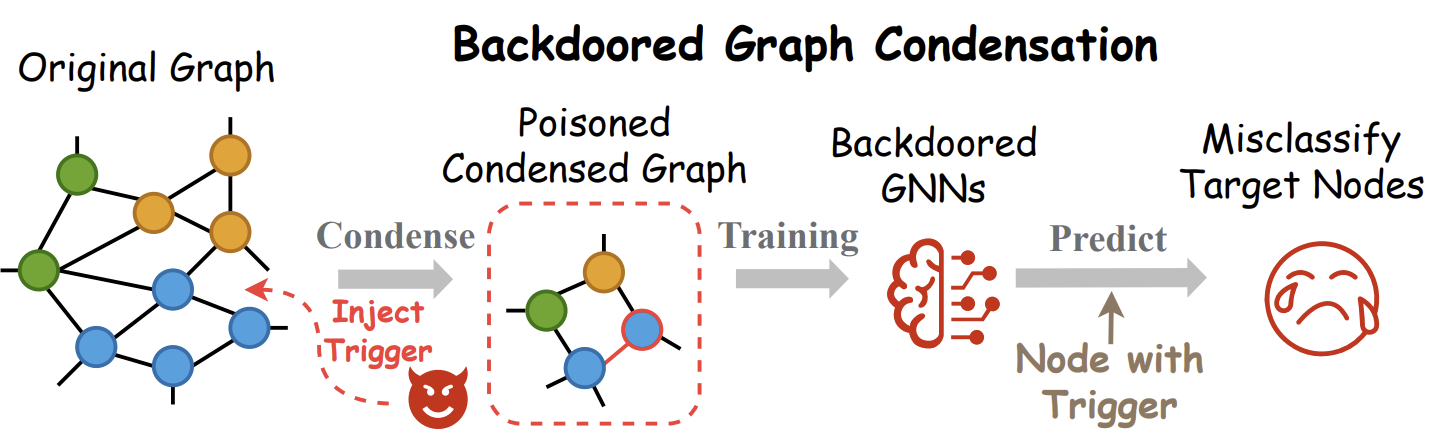 Backdoored Graph Condensation
Original Graph
Poisoned
Condensed Graph
Backdoored
GNNs
Misclassify
Target Nodes
Condense
Inject
Trigger
Training
Predict
Node with
Trigger